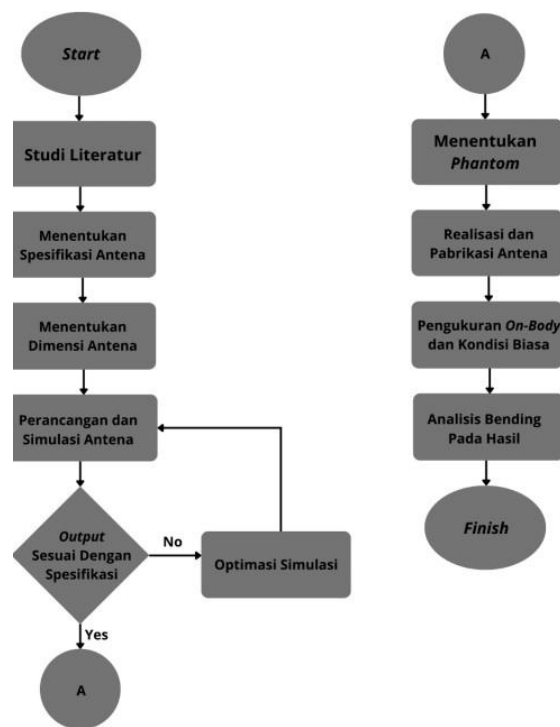 Start
Studi Literatur
Menentukan
Spesifikasi Antena
Menentukan
Dimensi Antena
Perancangan dan
Simulasi Antena
Output
Sesuai Dengan
Spesifikasi
No
Optimasi Simulasi
Yes
A
A
Menentukan
Phantom
Realisasi dan
Pabrikasi Antena
Pengukuran On-Body
dan Kondisi Biasa
Analisis Bending
Pada Hasil
Finish